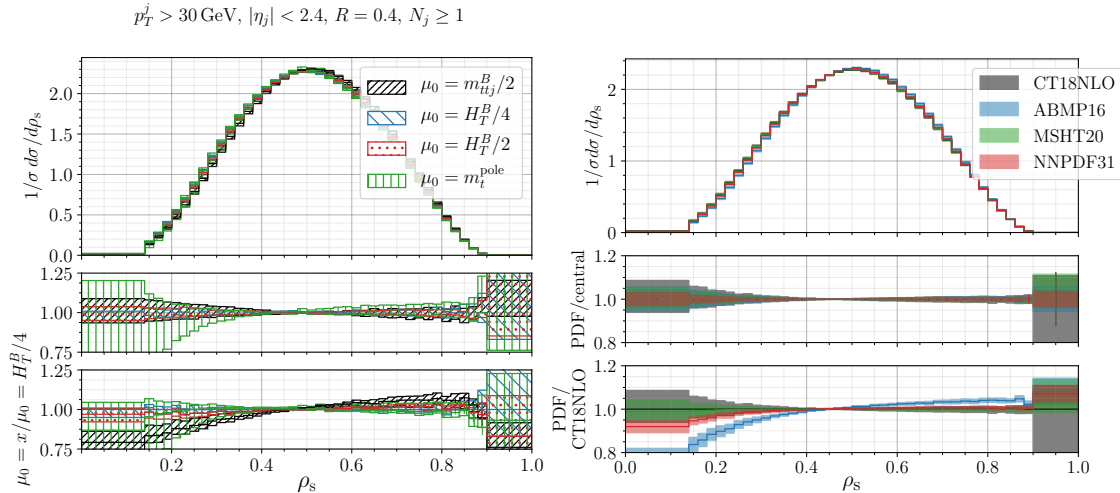 p_T^j > 30 GeV, |η_j| < 2.4, R = 0.4, N_j ≥ 1
1/σ dσ/dρ_s
2.0
1.5
1.0
0.5
0.0
μ_0 = m_{ttj}^B/2
μ_0 = H_T^B/4
μ_0 = H_T^B/2
μ_0 = m_t^{pole}
μ_0 = x/μ_0 = H_T^B/4
1.25
1.00
0.75
1.25
1.00
0.75
0.2
0.4
0.6
0.8
1.0
ρ_s
1/σdσ/dρ_s
2
1
0
CT18NLO
ABMP16
MSHT20
NNPDF31
PDF/central
1.2
1.0
0.8
PDF/
CT18NLO
1.2
1.0
0.8
0.0
0.2
0.4
0.6
0.8
1.0
ρ_s